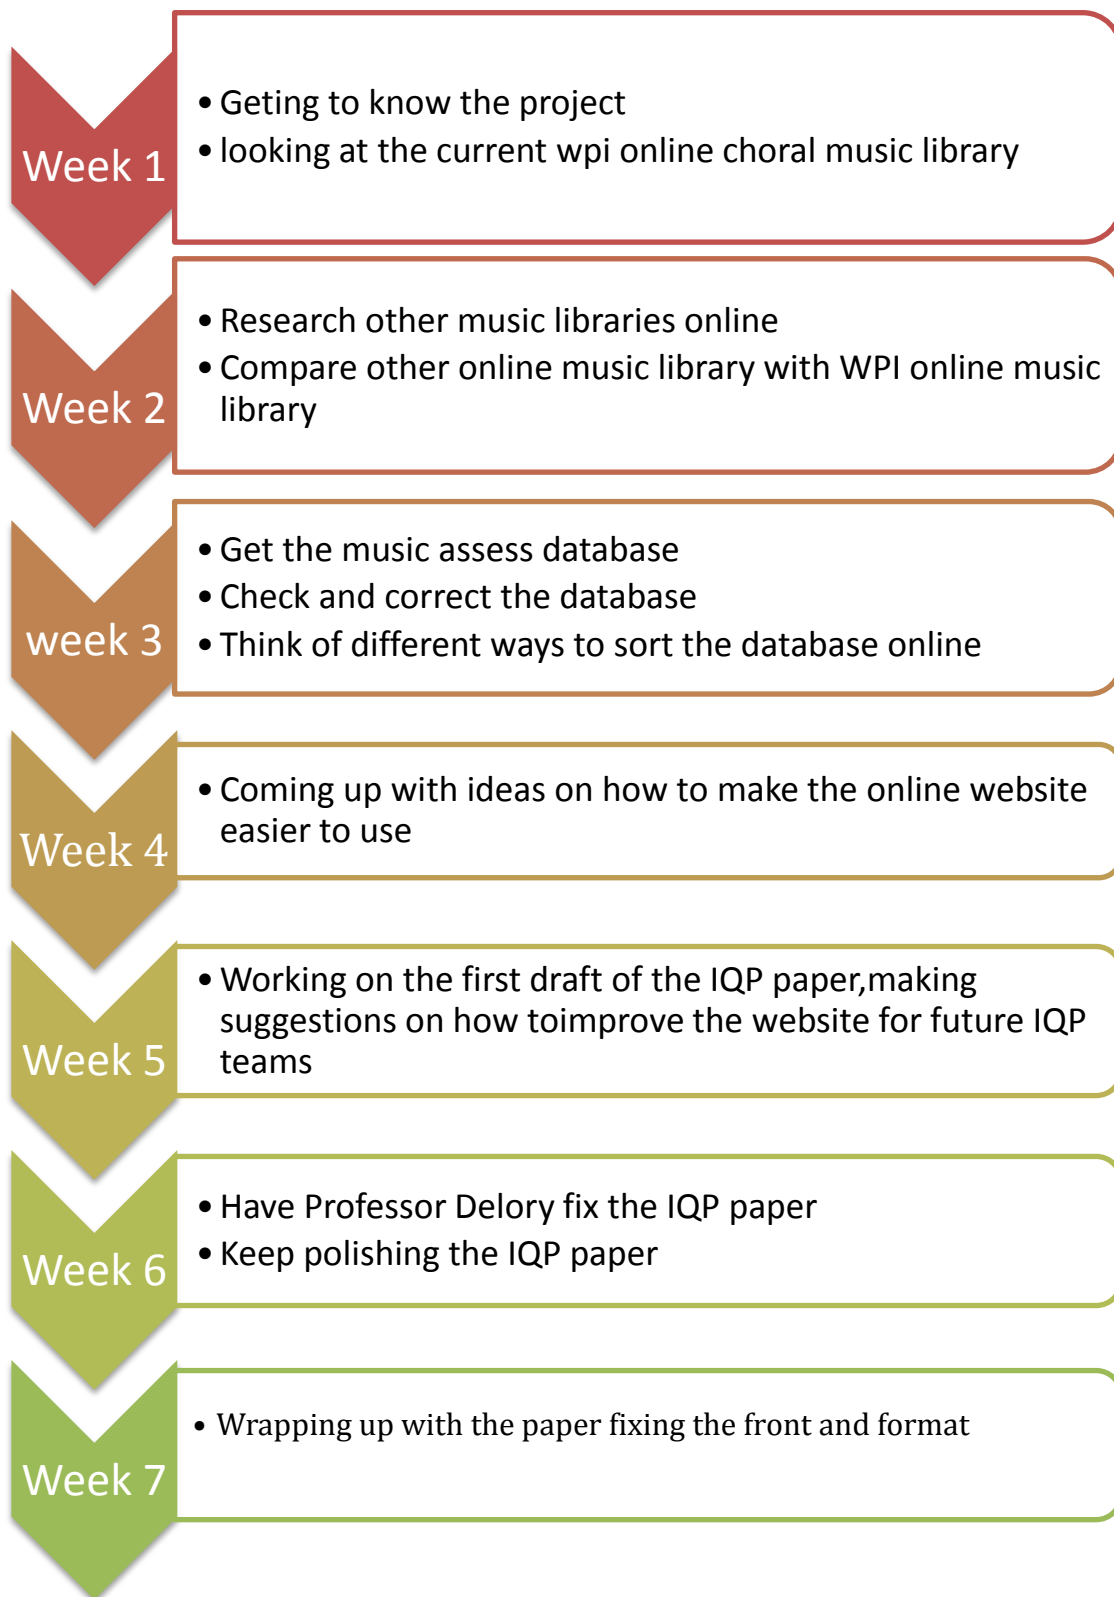 Week 1
• Geting to know the project
• looking at the current wpi online choral music library
Week 2
• Research other music libraries online
• Compare other online music library with WPI online music
library
week 3
• Get the music assess database
• Check and correct the database
• Think of different ways to sort the database online
Week 4
• Coming up with ideas on how to make the online website
easier to use
Week 5
• Working on the first draft of the IQP paper,making
suggestions on how toimprove the website for future IQP
teams
Week 6
• Have Professor Delory fix the IQP paper
• Keep polishing the IQP paper
Week 7
• Wrapping up with the paper fixing the front and format